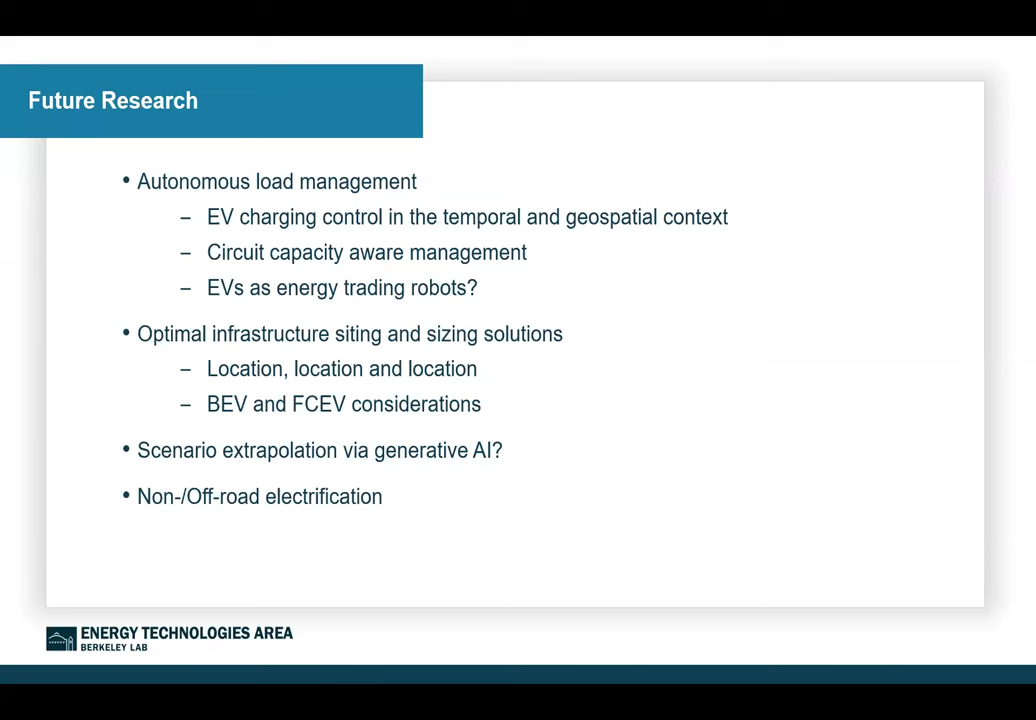 Future Research
• Autonomous load management
– EV charging control in the temporal and geospatial context
– Circuit capacity aware management
– EVs as energy trading robots?
• Optimal infrastructure siting and sizing solutions
– Location, location and location
– BEV and FCEV considerations
• Scenario extrapolation via generative AI?
• Non-/Off-road electrification
ENERGY TECHNOLOGIES AREA
BERKELEY LAB